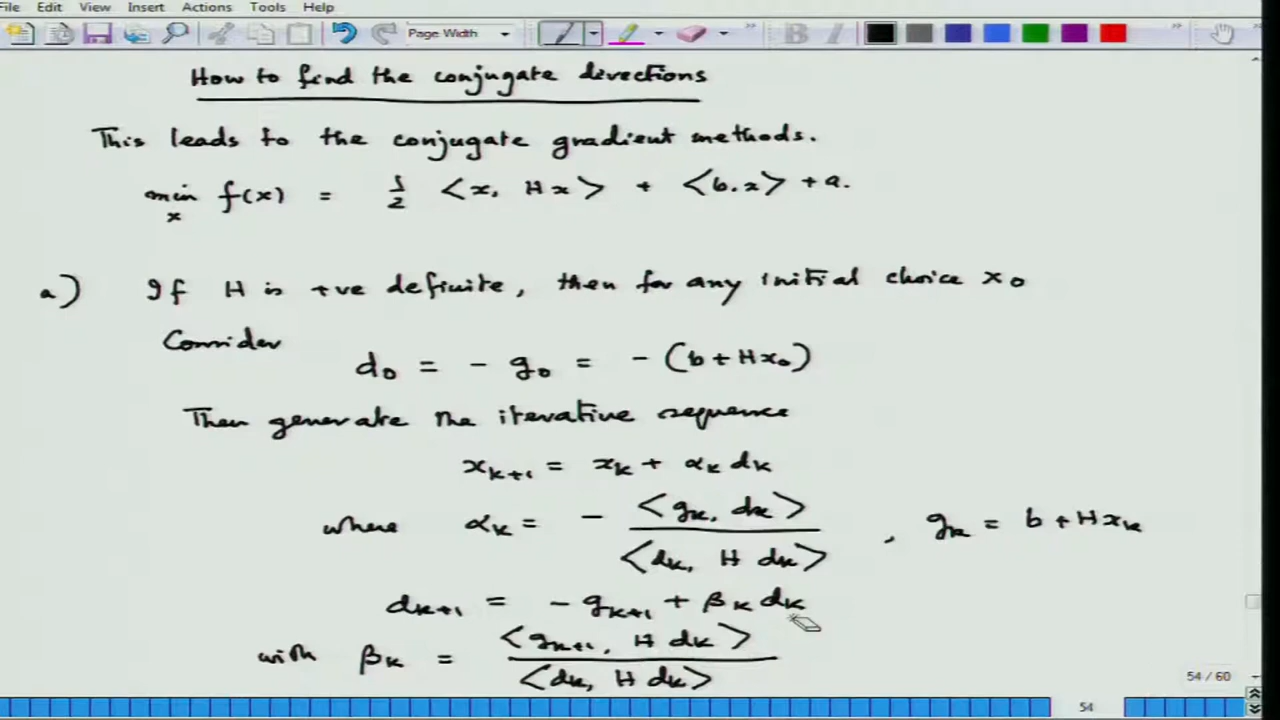 File Edit View Insert Actions Tools Help
Page Width
How to find the conjugate directions
This leads to the conjugate gradient methods.
min f(x) = 1/2 <x, Hx> + <b.x> + a.
x
a) If H is +ve definite, then for any initial choice x₀
Consider
d₀ = - g₀ = - (b + Hx₀)
Then generate the iterative sequence
xₖ₊₁ = xₖ + αₖ dₖ
where αₖ = - <gₖ, dₖ> / <dₖ, H dₖ> , gₖ = b + Hxₖ
dₖ₊₁ = - gₖ₊₁ + βₖ dₖ
with βₖ = <gₖ₊₁, H dₖ> / <dₖ, H dₖ>
54 / 60
54